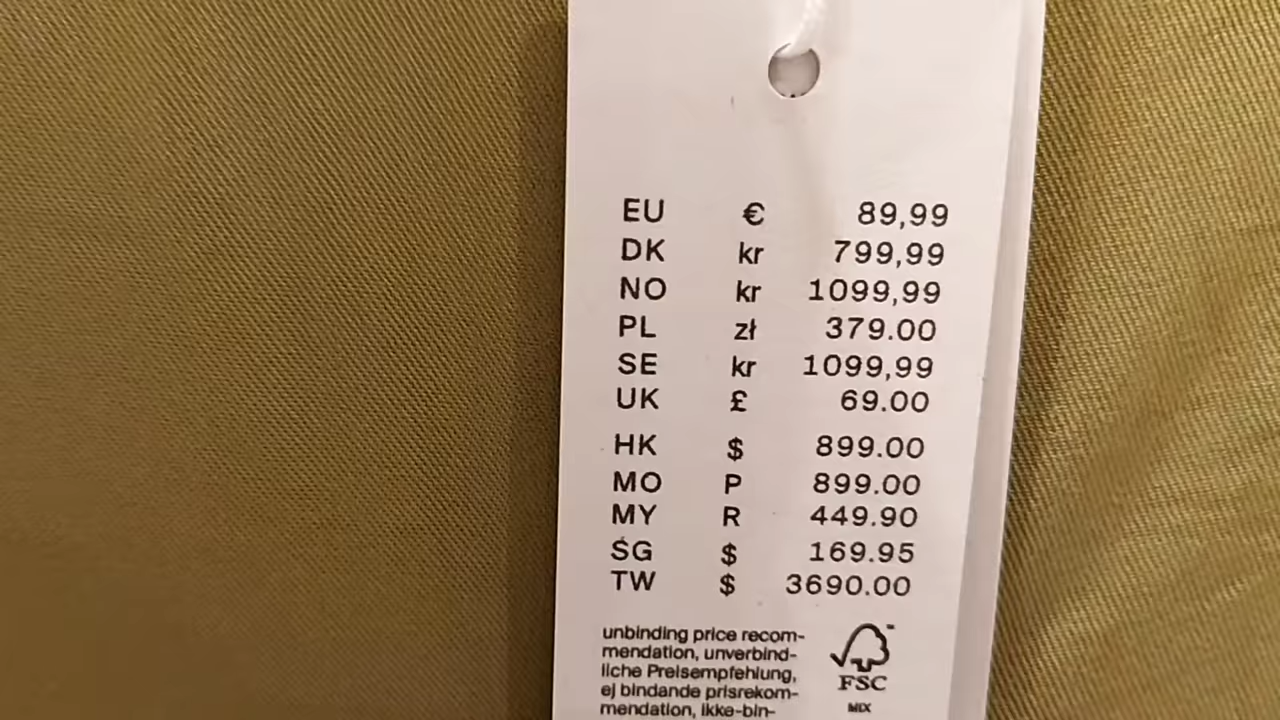 EU € 89,99
DK kr 799,99
NO kr 1099,99
PL zł 379.00
SE kr 1099,99
UK £ 69.00
HK $ 899.00
MO P 899.00
MY R 449.90
SG $ 169.95
TW $ 3690.00
unbinding price recom-
mendation, unverbind-
liche Preisempfehlung,
ej bindande prisrekom-
mendation, ikke-bin-
FSC
MIX